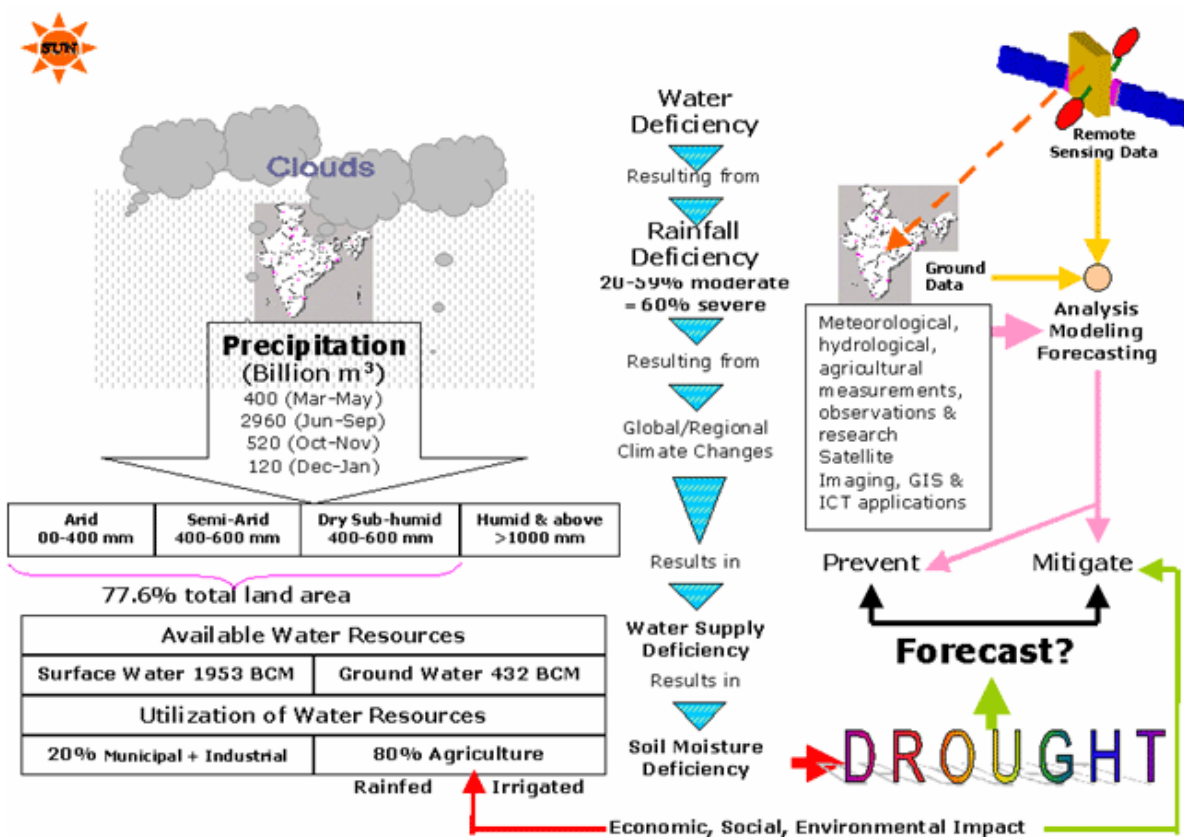 SUN
Clouds
Precipitation
(Billion m³)
400 (Mar-May)
2960 (Jun-Sep)
520 (Oct-Nov)
120 (Dec-Jan)
Arid
00-400 mm
Semi-Arid
400-600 mm
Dry Sub-humid
400-600 mm
Humid & above
>1000 mm
77.6% total land area
Available Water Resources
Surface Water 1953 BCM
Ground Water 432 BCM
Utilization of Water Resources
20% Municipal + Industrial
80% Agriculture
Rainfed
Irrigated
Water
Deficiency
Resulting from
Rainfall
Deficiency
20-59% moderate
= 60% severe
Resulting from
Global/Regional
Climate Changes
Results in
Water Supply
Deficiency
Results in
Soil Moisture
Deficiency
Remote
Sensing Data
Ground
Data
Analysis
Modeling
Forecasting
Meteorological,
hydrological,
agricultural
measurements,
observations &
research
Satellite
Imaging, GIS &
ICT applications
Prevent
Mitigate
Forecast?
DROUGHT
Economic, Social, Environmental Impact